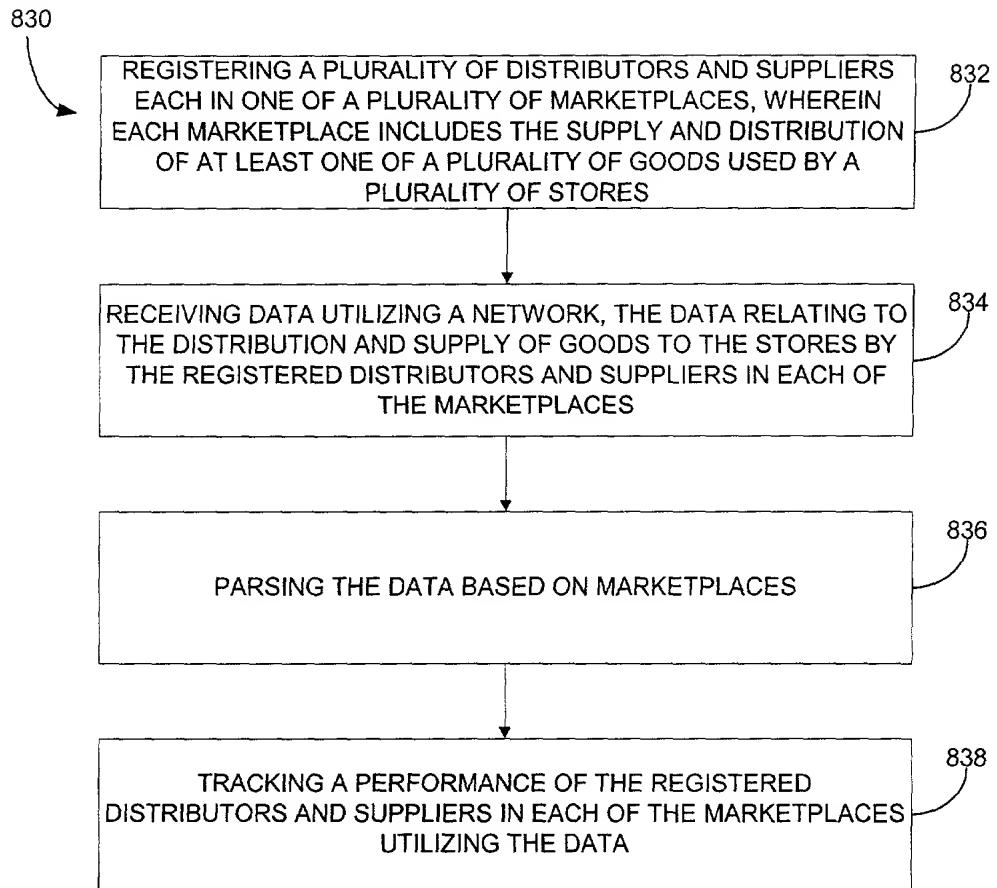 830
REGISTERING A PLURALITY OF DISTRIBUTORS AND SUPPLIERS
EACH IN ONE OF A PLURALITY OF MARKETPLACES, WHEREIN
EACH MARKETPLACE INCLUDES THE SUPPLY AND DISTRIBUTION
OF AT LEAST ONE OF A PLURALITY OF GOODS USED BY A
PLURALITY OF STORES
832
RECEIVING DATA UTILIZING A NETWORK, THE DATA RELATING TO
THE DISTRIBUTION AND SUPPLY OF GOODS TO THE STORES BY
THE REGISTERED DISTRIBUTORS AND SUPPLIERS IN EACH OF
THE MARKETPLACES
834
PARSING THE DATA BASED ON MARKETPLACES
836
TRACKING A PERFORMANCE OF THE REGISTERED
DISTRIBUTORS AND SUPPLIERS IN EACH OF THE MARKETPLACES
UTILIZING THE DATA
838